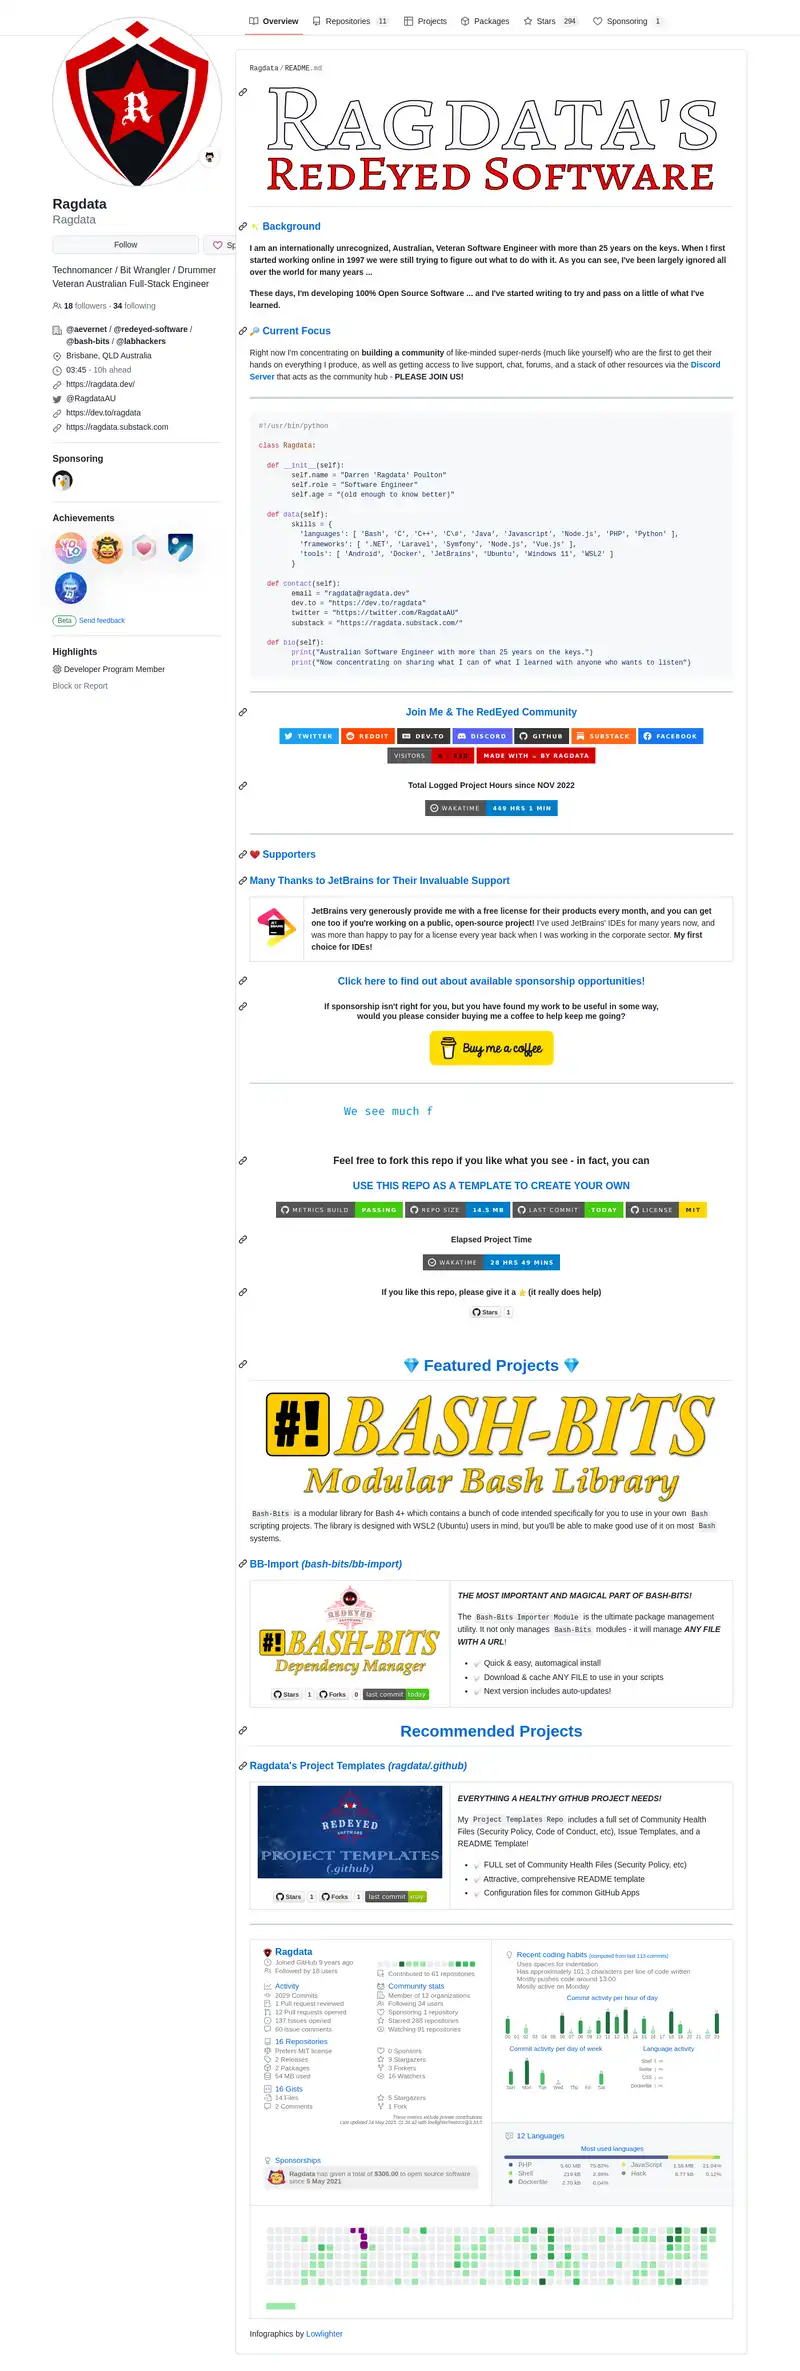 Overview
Repositories 11
Projects
Packages
Stars 294
Sponsoring 1
Ragdata
Ragdata
Follow
Technomancer / Bit Wrangler / Drummer
Veteran Australian Full-Stack Engineer
18 followers · 34 following
@aevernet / @redeyed-software /
@bash-bits / @labhackers
Brisbane, QLD Australia
03:45 - 10h ahead
https://ragdata.dev/
@RagdataAU
https://dev.to/ragdata
https://ragdata.substack.com
Sponsoring
Achievements
Beta Send feedback
Highlights
Developer Program Member
Block or Report
Ragdata / README.md
RAGDATA'S
REDEYED SOFTWARE
Background
I am an internationally unrecognized, Australian, Veteran Software Engineer with more than 25 years on the keys. When I first
started working online in 1997 we were still trying to figure out what to do with it. As you can see, I've been largely ignored all
over the world for many years ...
These days, I'm developing 100% Open Source Software ... and I've started writing to try and pass on a little of what I've
learned.
Current Focus
Right now I'm concentrating on building a community of like-minded super-nerds (much like yourself) who are the first to get their
hands on everything I produce, as well as getting access to live support, chat, forums, and a stack of other resources via the Discord
Server that acts as the community hub - PLEASE JOIN US!
#!/usr/bin/python
class Ragdata:
def __init__(self):
self.name = "Darren 'Ragdata' Poulton"
self.role = "Software Engineer"
self.age = "(old enough to know better)"
def data(self):
skills = {
'languages': [ 'Bash', 'C', 'C++', 'C\#', 'Java', 'Javascript', 'Node.js', 'PHP', 'Python' ],
'frameworks': [ '.NET', 'Laravel', 'Symfony', 'Node.js', 'Vue.js' ],
'tools': [ 'Android', 'Docker', 'JetBrains', 'Ubuntu', 'Windows 11', 'WSL2' ]
}
def contact(self):
email = "ragdata@ragdata.dev"
dev.to = "https://dev.to/ragdata"
twitter = "https://twitter.com/RagdataAU"
substack = "https://ragdata.substack.com/"
def bio(self):
print("Australian Software Engineer with more than 25 years on the keys.")
print("Now concentrating on sharing what I can of what I learned with anyone who wants to listen")
Join Me & The RedEyed Community
TWITTER REDDIT DEV.TO DISCORD GITHUB SUBSTACK FACEBOOK
VISITORS MADE WITH BY RAGDATA
Total Logged Project Hours since NOV 2022
WAKATIME 449 HRS 1 MIN
Supporters
Many Thanks to JetBrains for Their Invaluable Support
JET BRAINS
JetBrains very generously provide me with a free license for their products every month, and you can get
one too if you're working on a public, open-source project! I've used JetBrains' IDEs for many years now, and
was more than happy to pay for a license every year back when I was working in the corporate sector. My first
choice for IDEs!
Click here to find out about available sponsorship opportunities!
If sponsorship isn't right for you, but you have found my work to be useful in some way,
would you please consider buying me a coffee to help keep me going?
Buy me a coffee
We see much f
Feel free to fork this repo if you like what you see - in fact, you can
USE THIS REPO AS A TEMPLATE TO CREATE YOUR OWN
METRICS BUILD PASSING REPO SIZE 14.5 MB LAST COMMIT TODAY LICENSE MIT
Elapsed Project Time
WAKATIME 28 HRS 49 MINS
If you like this repo, please give it a (it really does help)
Stars 1
Featured Projects
#! BASH-BITS
Modular Bash Library
Bash-Bits is a modular library for Bash 4+ which contains a bunch of code intended specifically for you to use in your own Bash
scripting projects. The library is designed with WSL2 (Ubuntu) users in mind, but you'll be able to make good use of it on most Bash
systems.
BB-Import (bash-bits/bb-import)
REDEYED
#! BASH-BITS
Dependency Manager
Stars 1 Forks 0 last commit today
THE MOST IMPORTANT AND MAGICAL PART OF BASH-BITS!
The Bash-Bits Importer Module is the ultimate package management
utility. It not only manages Bash-Bits modules - it will manage ANY FILE
WITH A URL!
Quick & easy, automagical install
Download & cache ANY FILE to use in your scripts
Next version includes auto-updates!
Recommended Projects
Ragdata's Project Templates (ragdata/.github)
REDEYED
SOFTWARE
PROJECT TEMPLATES
(.github)
Stars 1 Forks 1 last commit
EVERYTHING A HEALTHY GITHUB PROJECT NEEDS!
My Project Templates Repo includes a full set of Community Health
Files (Security Policy, Code of Conduct, etc), Issue Templates, and a
README Template!
FULL set of Community Health Files (Security Policy, etc)
Attractive, comprehensive README template
Configuration files for common GitHub Apps
Ragdata
Joined GitHub 9 years ago
Followed by 18 users
Contributed to 61 repositories
Activity
2029 Commits
1 Pull request reviewed
12 Pull requests opened
137 Issues opened
60 issue comments
Community stats
Member of 12 organizations
Following 34 users
Sponsoring 1 repository
Starred 288 repositories
Watching 91 repositories
16 Repositories
Prefers MIT license
2 Releases
2 Packages
54 MB used
0 Sponsors
3 Stargazers
3 Forkers
16 Watchers
16 Gists
14 Files
2 Comments
5 Stargazers
1 Fork
These metrics include private contributions
Sponsorships
Ragdata has given a total of $306.00 to open source software
since 5 May 2021
Recent coding habits (computed from last 113 commits)
Uses spaces for indentation
Has approximately 101.3 characters per line of code written
Mostly pushes code around 13:00
Mostly active on Monday
Commit activity per hour of day
Commit activity per day of week
Sun Mon Tue Wed Thu Fri Sat
Language activity
Shell
Twine
CSS
Dockerfile
12 Languages
Most used languages
PHP 5.60 MB 75.83%
Shell 219 kB 2.98%
Dockerfile 2.70 kB 0.04%
JavaScript 1.55 MB 21.04%
Hack 8.77 kB 0.12%
Infographics by Lowlighter